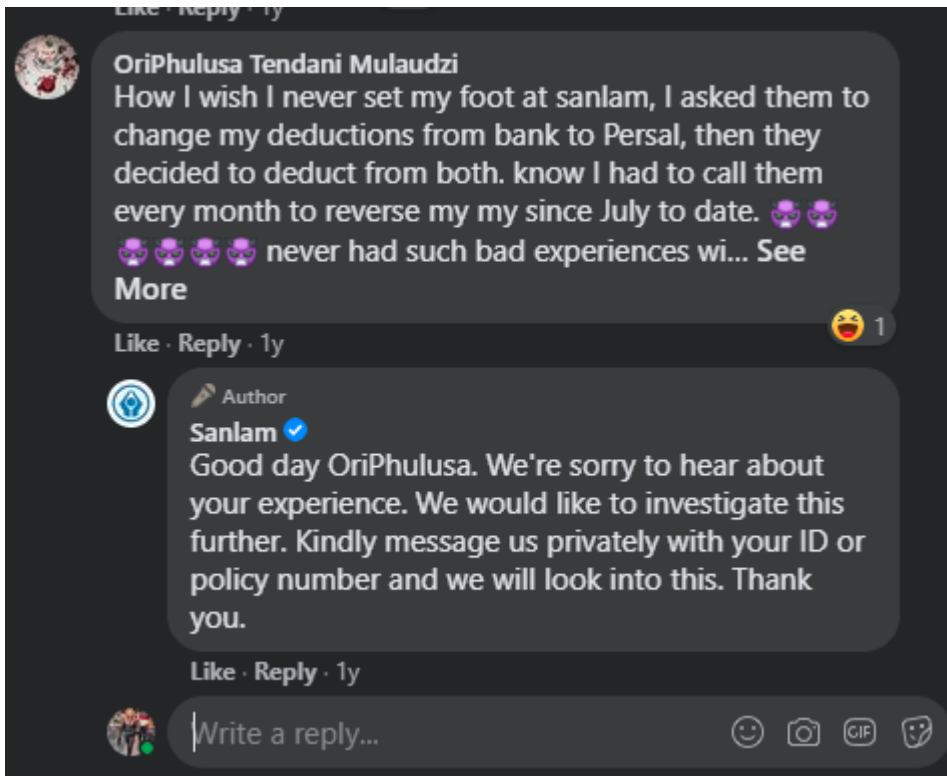 Like · Reply · 1y
OriPhulusa Tendani Mulaudzi
How I wish I never set my foot at sanlam, I asked them to
change my deductions from bank to Persal, then they
decided to deduct from both. know I had to call them
every month to reverse my my since July to date.
never had such bad experiences wi... See
More
1
Like · Reply · 1y
Author
Sanlam
Good day OriPhulusa. We're sorry to hear about
your experience. We would like to investigate this
further. Kindly message us privately with your ID or
policy number and we will look into this. Thank
you.
Like · Reply · 1y
Write a reply...
GIF